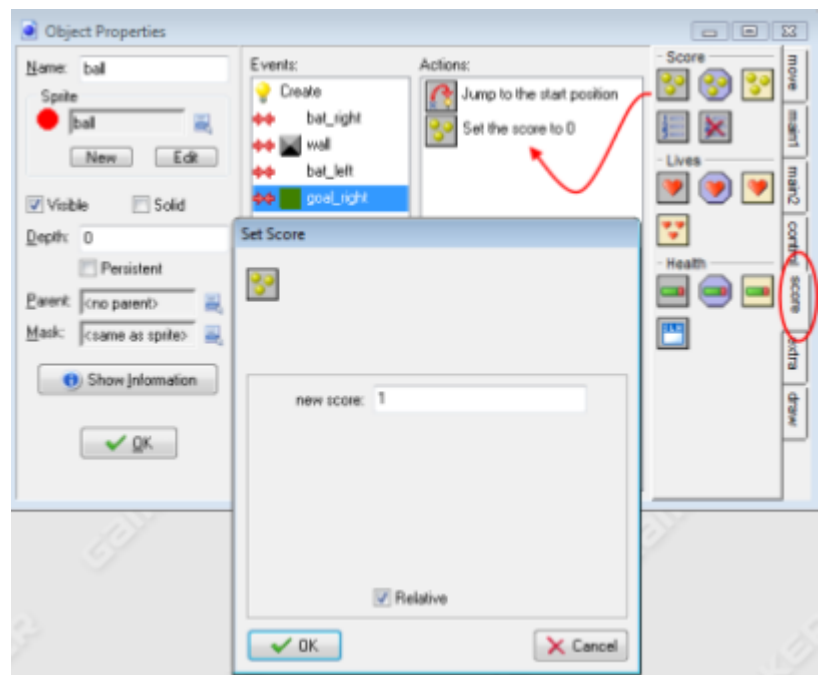 Object Properties
Name: ball
Sprite
ball
New Edit
Visible Solid
Depth: 0
Persistent
Parent: <no parent>
Mask: <same as sprite>
Show Information
OK
Events:
Create
bat_right
wall
bat_left
goal_right
Actions:
Jump to the start position
Set the score to 0
Score
Lives
Health
move
main1
main2
control
score
extra
draw
Set Score
new score: 1
Relative
OK Cancel